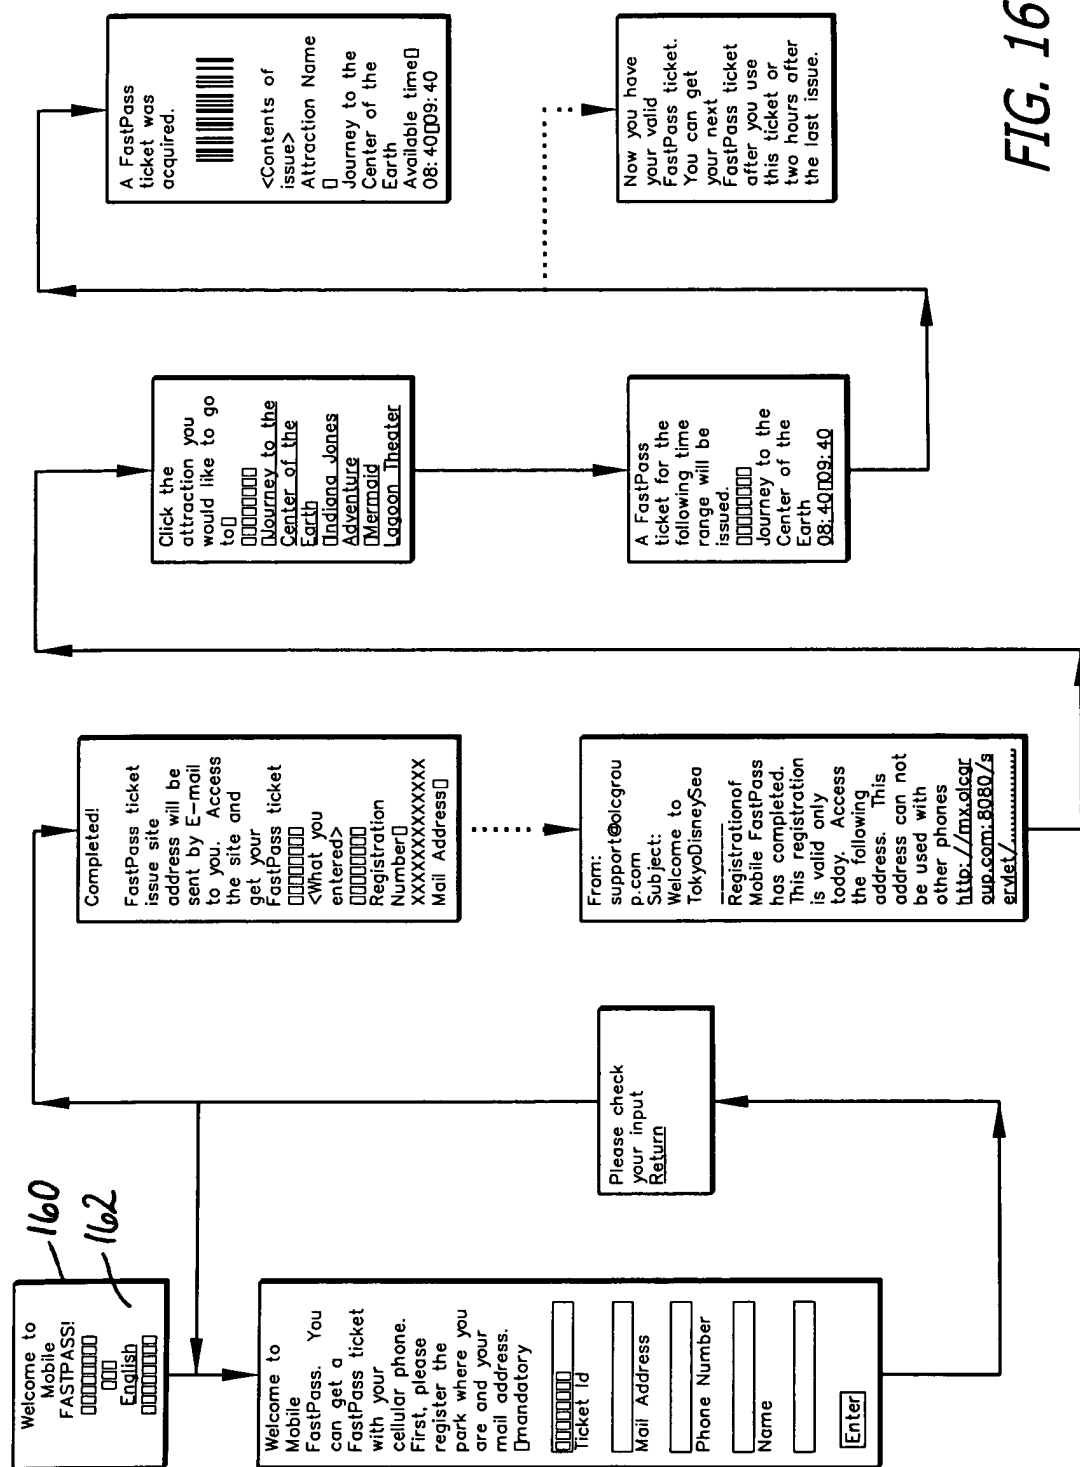 Welcome to
Mobile
FASTPASS!
▯▯▯▯▯▯▯▯
▯▯▯
English
▯▯▯▯▯▯▯▯
160
162
Welcome to
Mobile
FastPass. You
can get a
FastPass ticket
with your
cellular phone.
First, please
register the
park where you
are and your
mail address.
▯mandatory
▯▯▯▯▯▯▯▯
Ticket Id
Mail Address
Phone Number
Name
Enter
Please check
your input
Return
Completed!
FastPass ticket
issue site
address will be
sent by E-mail
to you. Access
the site and
get your
FastPass ticket
▯▯▯▯▯▯▯▯
<What you
entered>
▯▯▯▯▯▯▯▯
Registration
Number▯
XXXXXXXXXXXXXXX
Mail Address▯
From:
support@olcgrou
p.com
Subject:
Welcome to
TokyoDisneySea
Registrationof
Mobile FastPass
has completed.
This registration
is valid only
today. Access
the following
address. This
address can not
be used with
other phones
http://mx.olcgr
oup.com:8080/s
ervlet/..................
Click the
attraction you
would like to go
to▯
▯▯▯▯▯▯▯▯
▯Journey to the
Center of the
Earth
▯Indiana Jones
Adventure
▯Mermaid
Lagoon Theater
A FastPass
ticket for the
following time
range will be
issued.
▯▯▯▯▯▯▯▯
Journey to the
Center of the
Earth
08:40▯09:40
A FastPass
ticket was
acquired.
<Contents of
issue>
Attraction Name
▯
Journey to the
Center of the
Earth
Available time▯
08:40▯09:40
Now you have
your valid
FastPass ticket.
You can get
your next
FastPass ticket
after you use
this ticket or
two hours after
the last issue.
FIG. 16